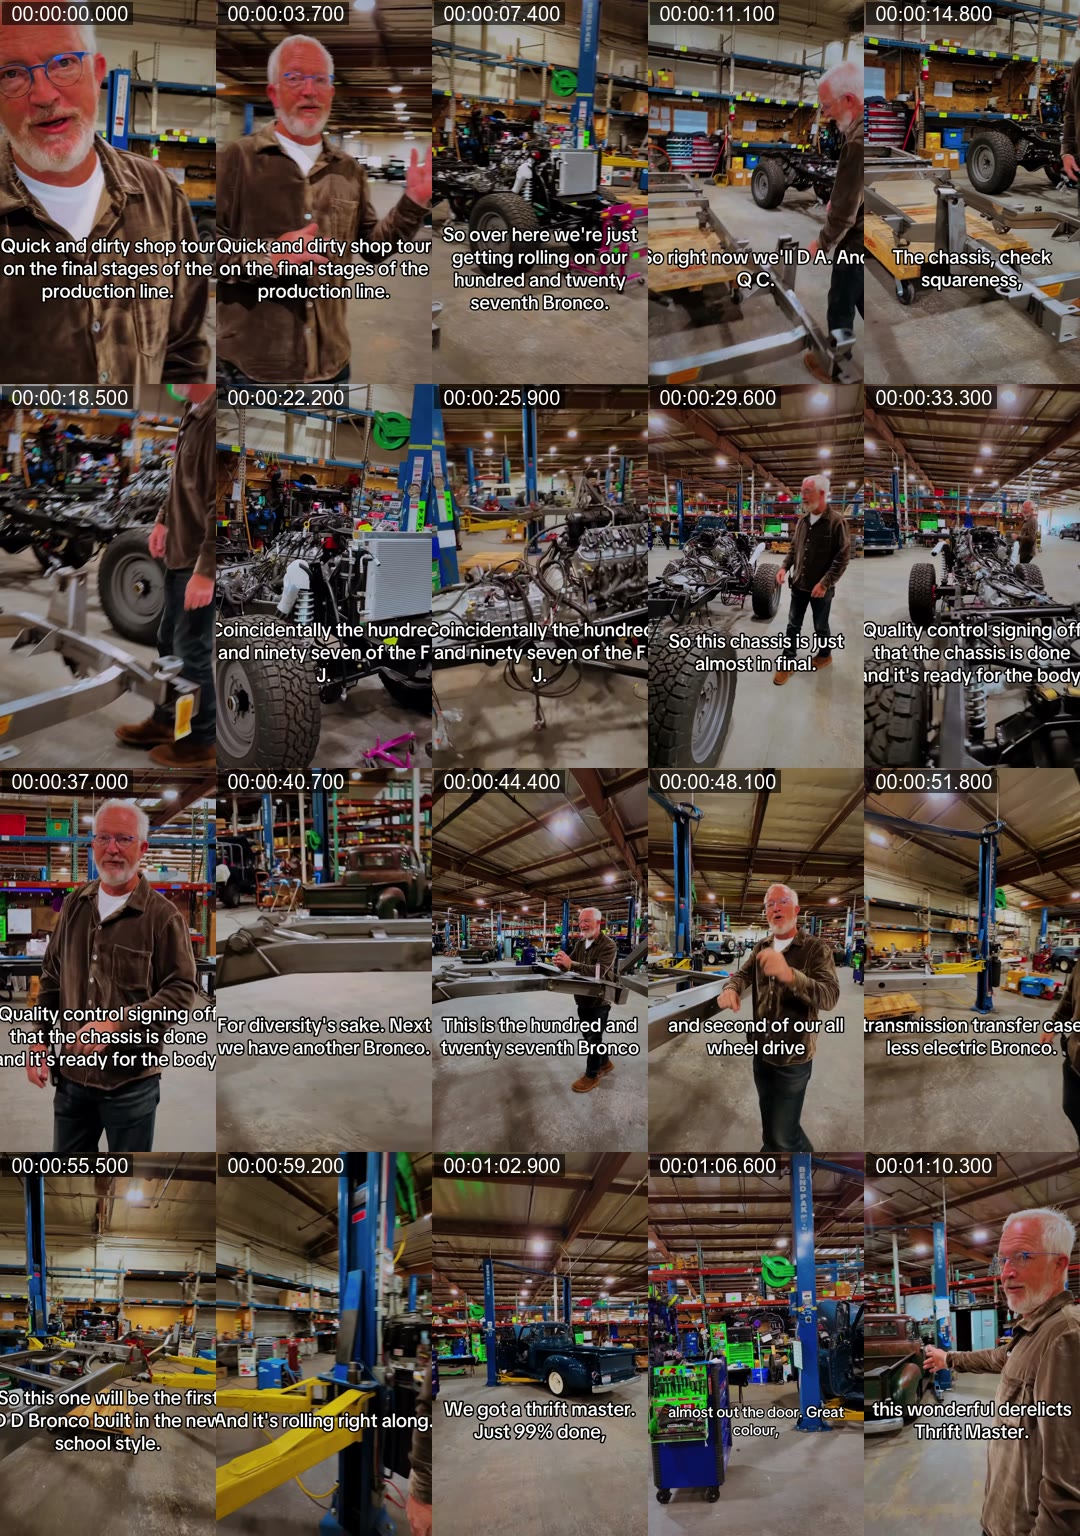 00:00:00.000
Quick and dirty shop tour
on the final stages of the
production line.
00:00:03.700
Quick and dirty shop tour
on the final stages of the
production line.
00:00:07.400
So over here we're just
getting rolling on our
hundred and twenty
seventh Bronco.
00:00:11.100
So right now we'll D A. And
Q C.
00:00:14.800
The chassis, check
squareness,
00:00:18.500
00:00:22.200
Coincidentally the hundred
and ninety seven of the F
J.
00:00:25.900
Coincidentally the hundred
and ninety seven of the F
J.
00:00:29.600
So this chassis is just
almost in final.
00:00:33.300
Quality control signing off
that the chassis is done
and it's ready for the body
00:00:37.000
Quality control signing off
that the chassis is done
and it's ready for the body
00:00:40.700
For diversity's sake. Next
we have another Bronco.
00:00:44.400
This is the hundred and
twenty seventh Bronco
00:00:48.100
and second of our all
wheel drive
00:00:51.800
transmission transfer case
less electric Bronco.
00:00:55.500
So this one will be the first
D D Bronco built in the new
school style.
00:00:59.200
And it's rolling right along.
00:01:02.900
We got a thrift master.
Just 99% done,
00:01:06.600
BENDPAK
almost out the door. Great
colour,
00:01:10.300
this wonderful derelicts
Thrift Master.